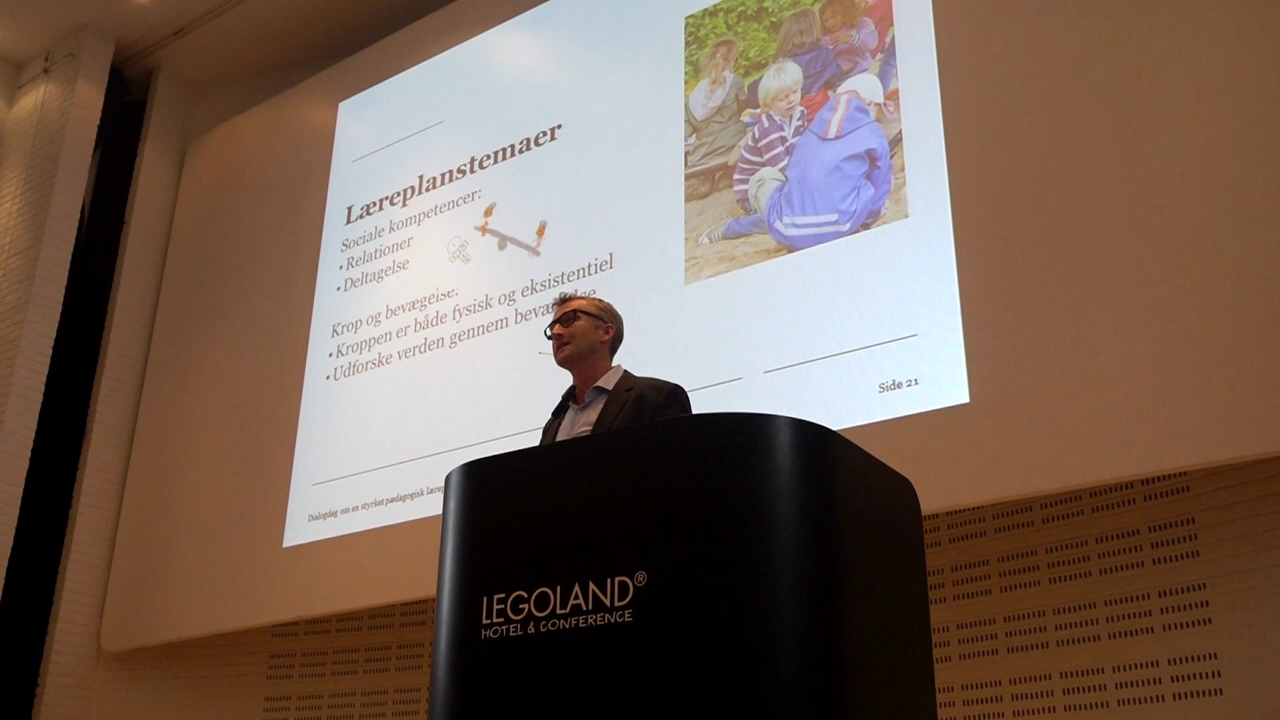 Læreplanstemaer
Sociale kompetencer:
• Relationer
• Deltagelse
Krop og bevægelse:
• Kroppen er både fysisk og eksistentiel
• Udforske verden gennem
Side 21
Dialogdag om en styrket pædagogisk
LEGOLAND®
HOTEL & CONFERENCE